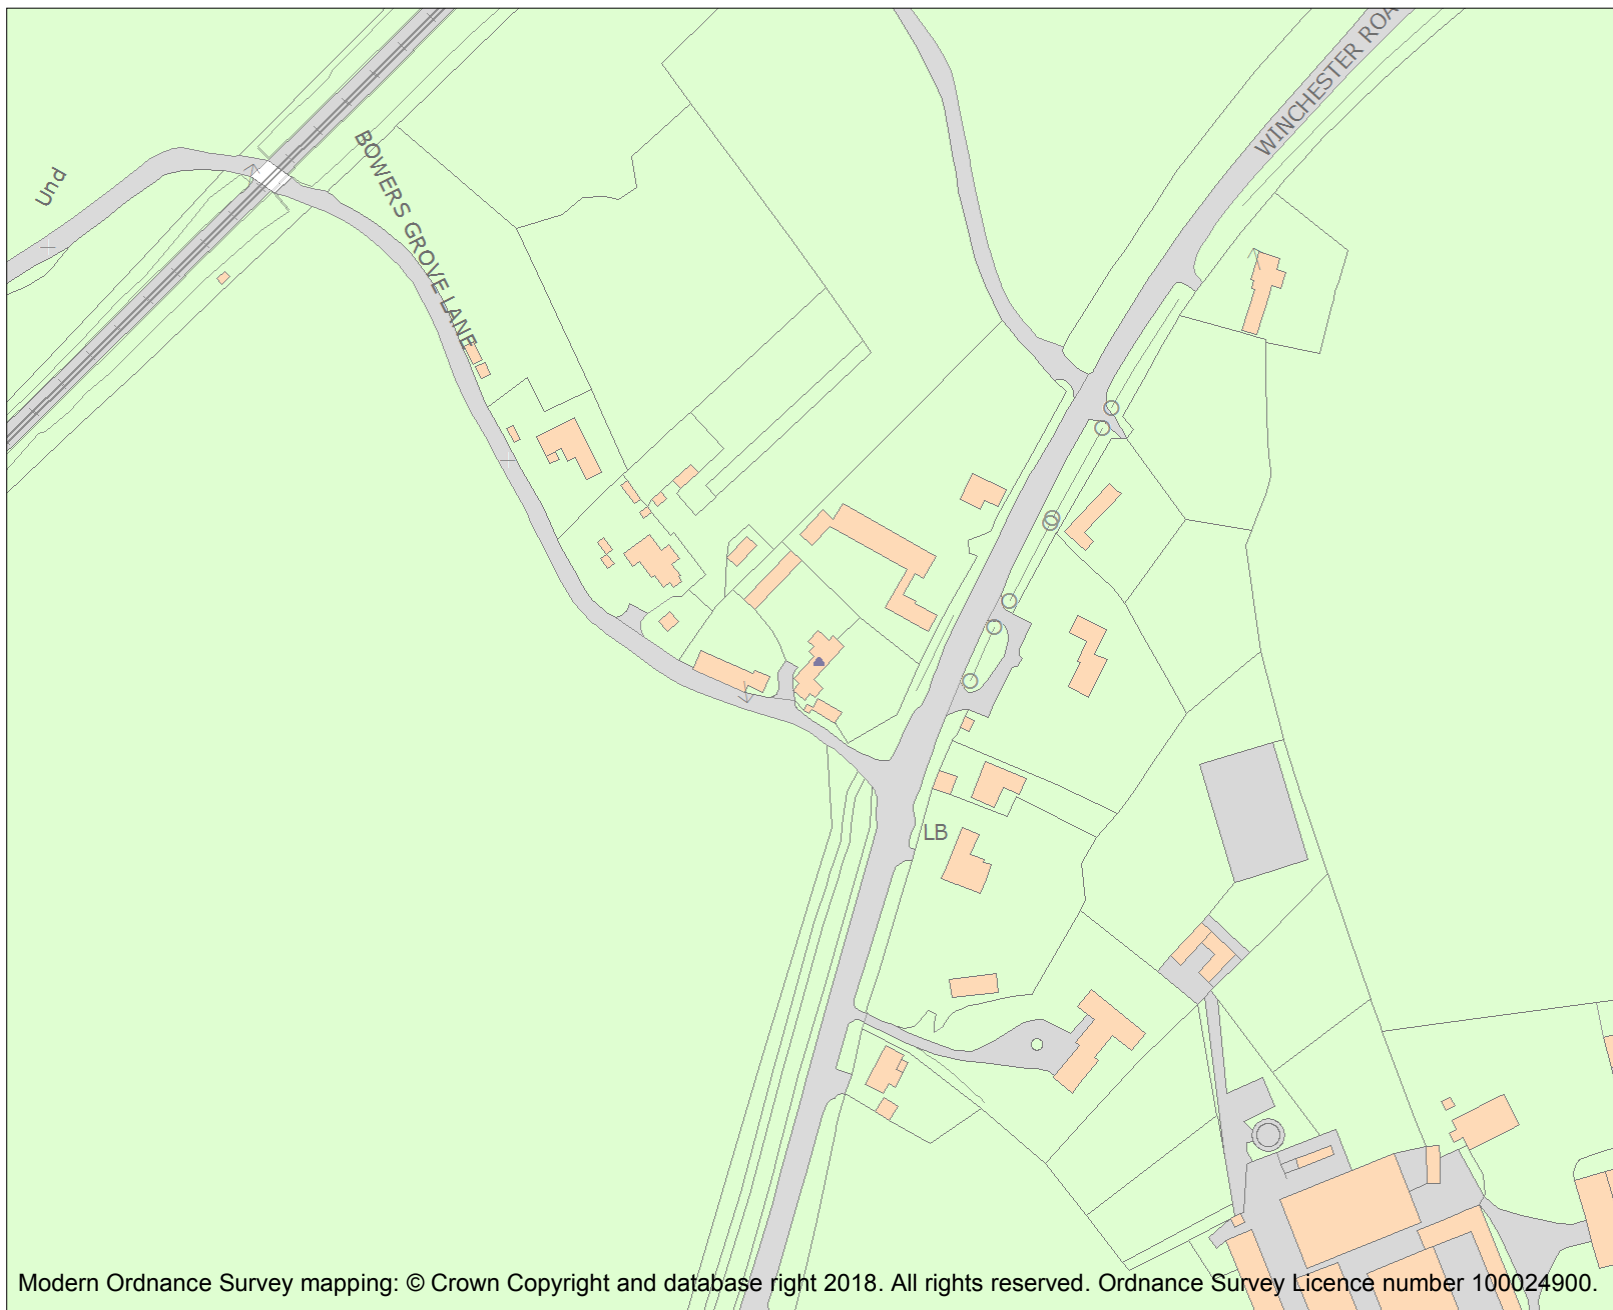 WINCHESTER ROA
BOWERS GROVE LANE
Und
LB
Modern Ordnance Survey mapping: © Crown Copyright and database right 2018. All rights reserved. Ordnance Survey Licence number 100024900.